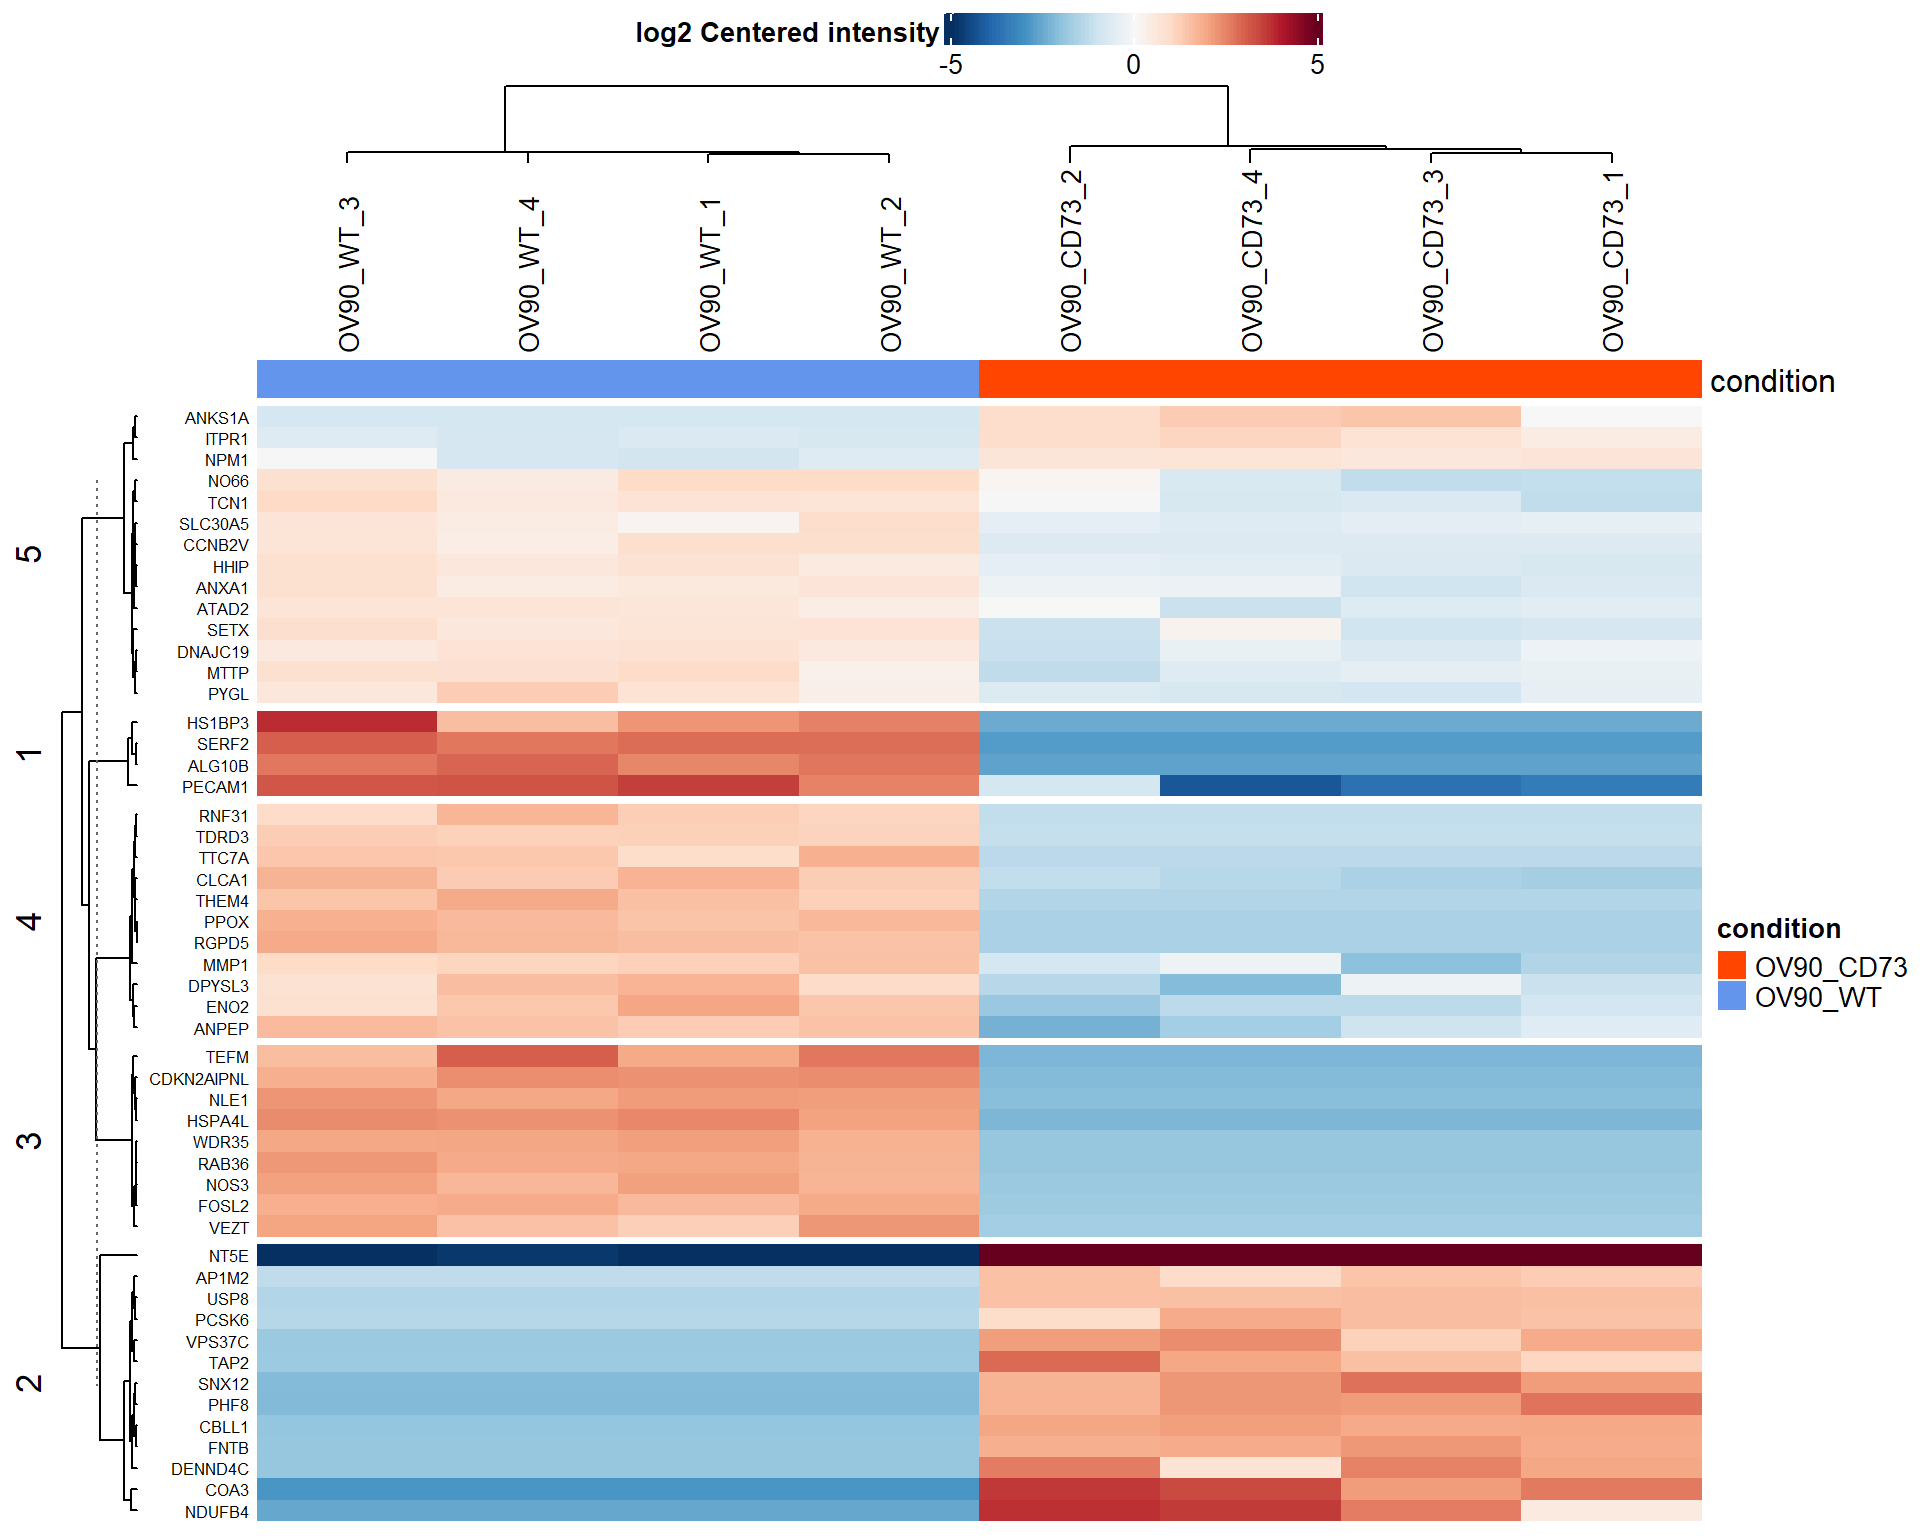 log2 Centered intensity
-5 0 5
OV90_WT_3
OV90_WT_4
OV90_WT_1
OV90_WT_2
OV90_CD73_2
OV90_CD73_4
OV90_CD73_3
OV90_CD73_1
condition
5
ANKS1A
ITPR1
NPM1
NO66
TCN1
SLC30A5
CCNB2V
HHIP
ANXA1
ATAD2
SETX
DNAJC19
MTTP
PYGL
1
HS1BP3
SERF2
ALG10B
PECAM1
4
RNF31
TDRD3
TTC7A
CLCA1
THEM4
PPOX
RGPD5
MMP1
DPYSL3
ENO2
ANPEP
3
TEFM
CDKN2AIPNL
NLE1
HSPA4L
WDR35
RAB36
NOS3
FOSL2
VEZT
2
NT5E
AP1M2
USP8
PCSK6
VPS37C
TAP2
SNX12
PHF8
CBLL1
FNTB
DENND4C
COA3
NDUFB4
condition
OV90_CD73
OV90_WT